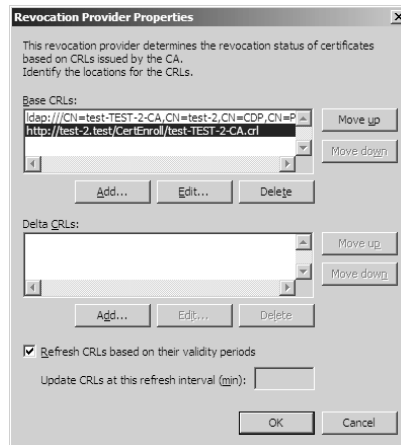 Revocation Provider Properties
This revocation provider determines the revocation status of certificates
based on CRLs issued by the CA.
Identify the locations for the CRLs.
Base CRLs:
ldap:///CN=test-TEST-2-CA,CN=test-2,CN=CDP,CN=P
http://test-2.test/CertEnroll/test-TEST-2-CA.crl
Move up
Move down
Add... Edit... Delete
Delta CRLs:
Move up
Move down
Add... Edit... Delete
Refresh CRLs based on their validity periods
Update CRLs at this refresh interval (min):
OK Cancel